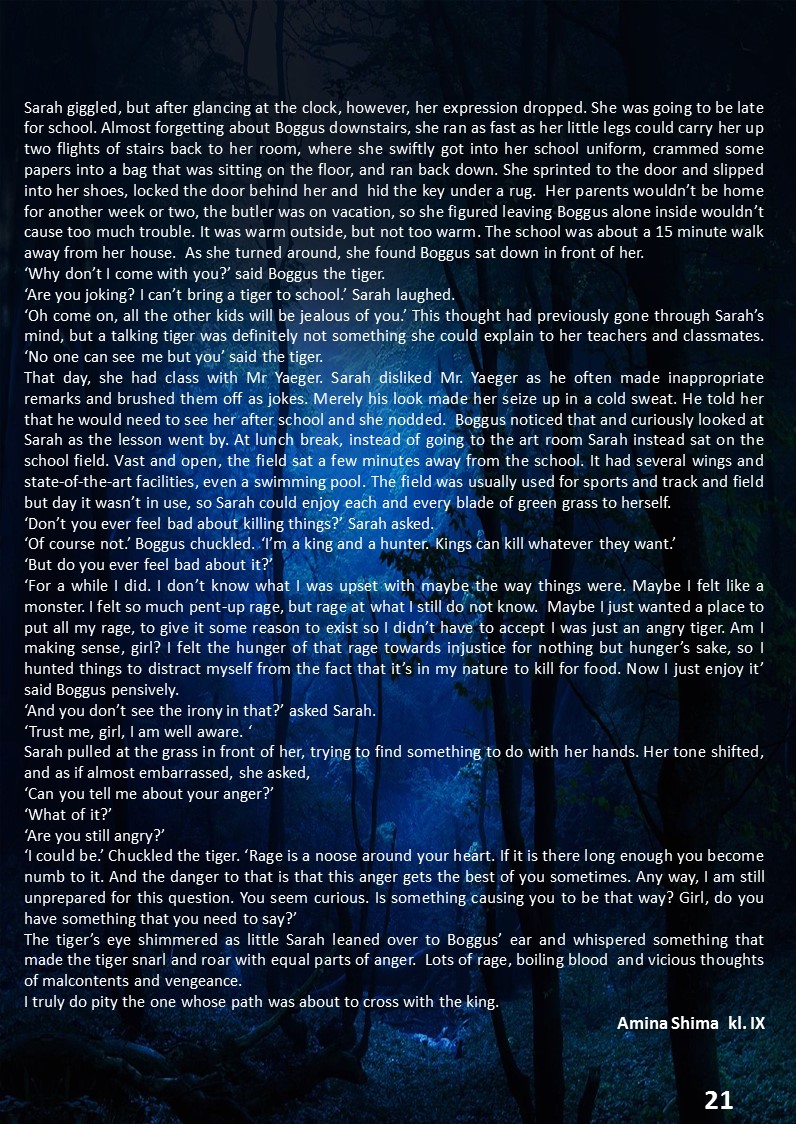 Sarah giggled, but after glancing at the clock, however, her expression dropped. She was going to be late
for school. Almost forgetting about Boggus downstairs, she ran as fast as her little legs could carry her up
two flights of stairs back to her room, where she swiftly got into her school uniform, crammed some
papers into a bag that was sitting on the floor, and ran back down. She sprinted to the door and slipped
into her shoes, locked the door behind her and hid the key under a rug. Her parents wouldn’t be home
for another week or two, the butler was on vacation, so she figured leaving Boggus alone inside wouldn’t
cause too much trouble. It was warm outside, but not too warm. The school was about a 15 minute walk
away from her house. As she turned around, she found Boggus sat down in front of her.
‘Why don’t I come with you?’ said Boggus the tiger.
‘Are you joking? I can’t bring a tiger to school.’ Sarah laughed.
‘Oh come on, all the other kids will be jealous of you.’ This thought had previously gone through Sarah’s
mind, but a talking tiger was definitely not something she could explain to her teachers and classmates.
‘No one can see me but you’ said the tiger.
That day, she had class with Mr Yaeger. Sarah disliked Mr. Yaeger as he often made inappropriate
remarks and brushed them off as jokes. Merely his look made her seize up in a cold sweat. He told her
that he would need to see her after school and she nodded. Boggus noticed that and curiously looked at
Sarah as the lesson went by. At lunch break, instead of going to the art room Sarah instead sat on the
school field. Vast and open, the field sat a few minutes away from the school. It had several wings and
state-of-the-art facilities, even a swimming pool. The field was usually used for sports and track and field
but day it wasn’t in use, so Sarah could enjoy each and every blade of green grass to herself.
‘Don’t you ever feel bad about killing things?’ Sarah asked.
‘Of course not.’ Boggus chuckled. ‘I’m a king and a hunter. Kings can kill whatever they want.’
‘But do you ever feel bad about it?’
‘For a while I did. I don’t know what I was upset with maybe the way things were. Maybe I felt like a
monster. I felt so much pent-up rage, but rage at what I still do not know. Maybe I just wanted a place to
put all my rage, to give it some reason to exist so I didn’t have to accept I was just an angry tiger. Am I
making sense, girl? I felt the hunger of that rage towards injustice for nothing but hunger’s sake, so I
hunted things to distract myself from the fact that it’s in my nature to kill for food. Now I just enjoy it’
said Boggus pensively.
‘And you don’t see the irony in that?’ asked Sarah.
‘Trust me, girl, I am well aware. ‘
Sarah pulled at the grass in front of her, trying to find something to do with her hands. Her tone shifted,
and as if almost embarrassed, she asked,
‘Can you tell me about your anger?’
‘What of it?’
‘Are you still angry?’
‘I could be.’ Chuckled the tiger. ‘Rage is a noose around your heart. If it is there long enough you become
numb to it. And the danger to that is that this anger gets the best of you sometimes. Any way, I am still
unprepared for this question. You seem curious. Is something causing you to be that way? Girl, do you
have something that you need to say?’
The tiger’s eye shimmered as little Sarah leaned over to Boggus’ ear and whispered something that
made the tiger snarl and roar with equal parts of anger. Lots of rage, boiling blood and vicious thoughts
of malcontents and vengeance.
I truly do pity the one whose path was about to cross with the king.
Amina Shima kl. IX
21